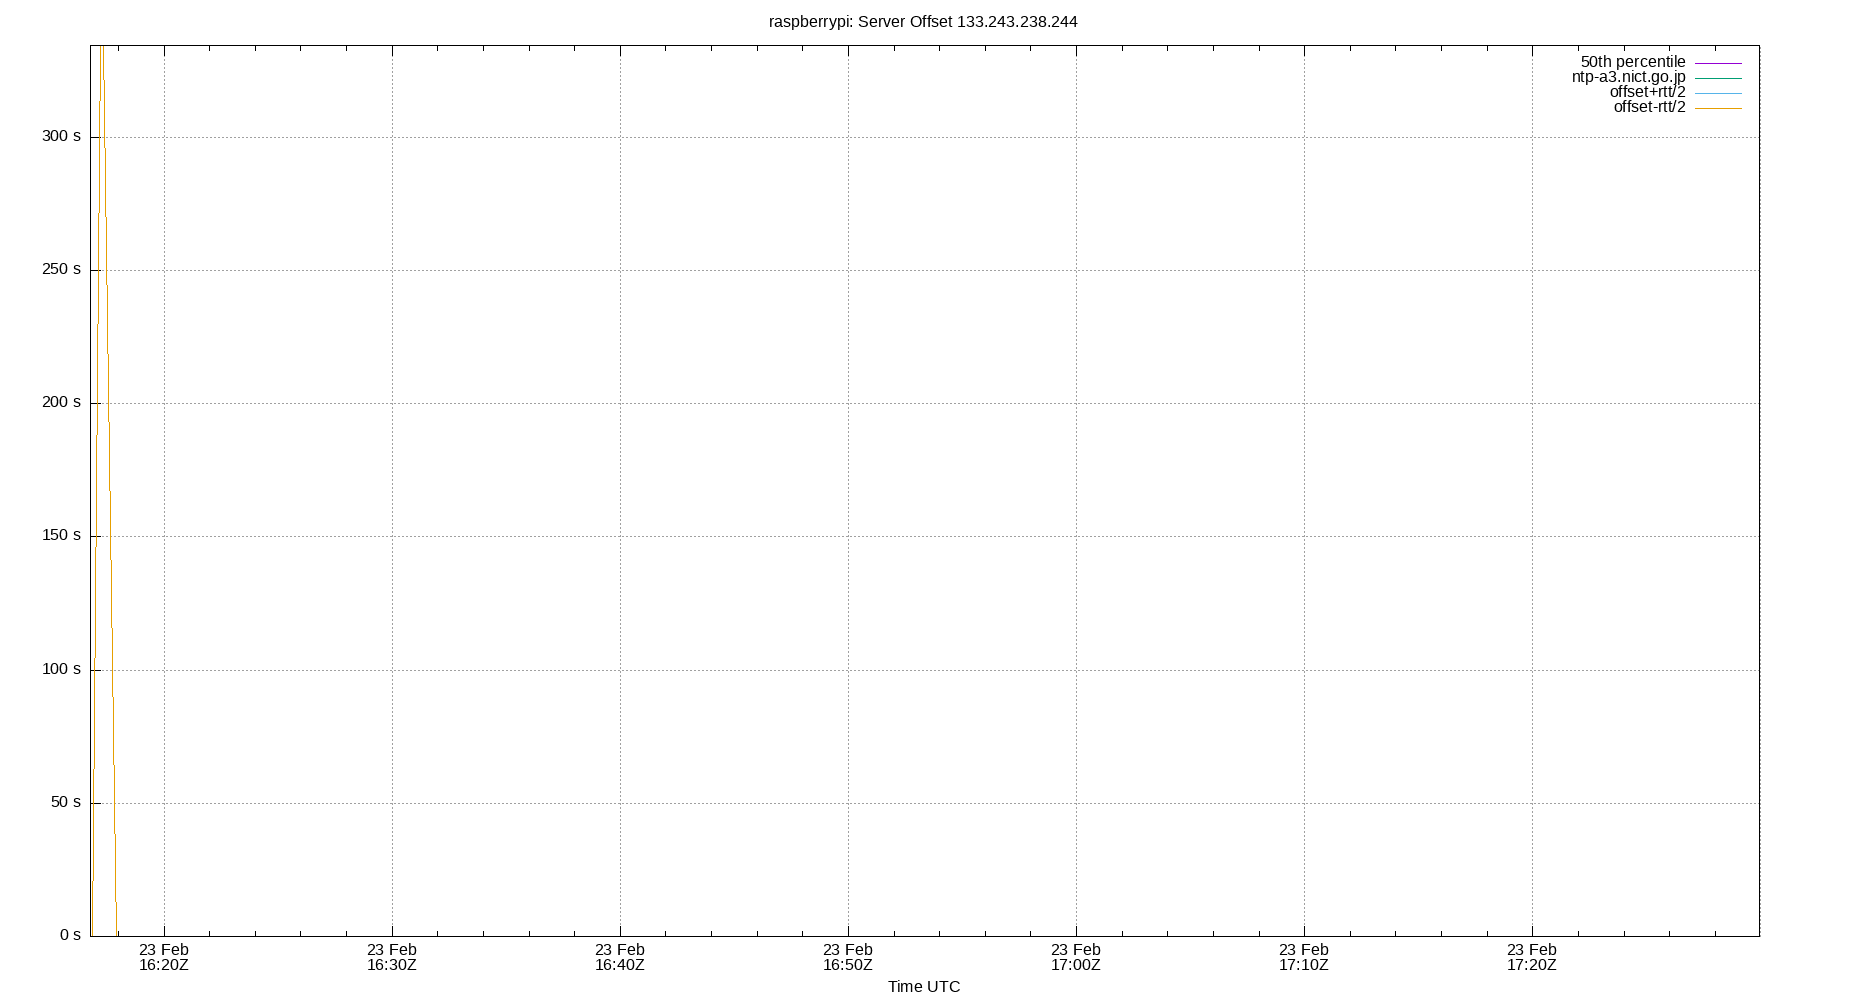 raspberrypi: Server Offset 133.243.238.244
50th percentile
ntp-a3.nict.go.jp
offset+rtt/2
offset-rtt/2
300 s
250 s
200 s
150 s
100 s
50 s
0 s
23 Feb 23 Feb 23 Feb 23 Feb 23 Feb 23 Feb 23 Feb
16:20Z 16:30Z 16:40Z 16:50Z 17:00Z 17:10Z 17:20Z
Time UTC